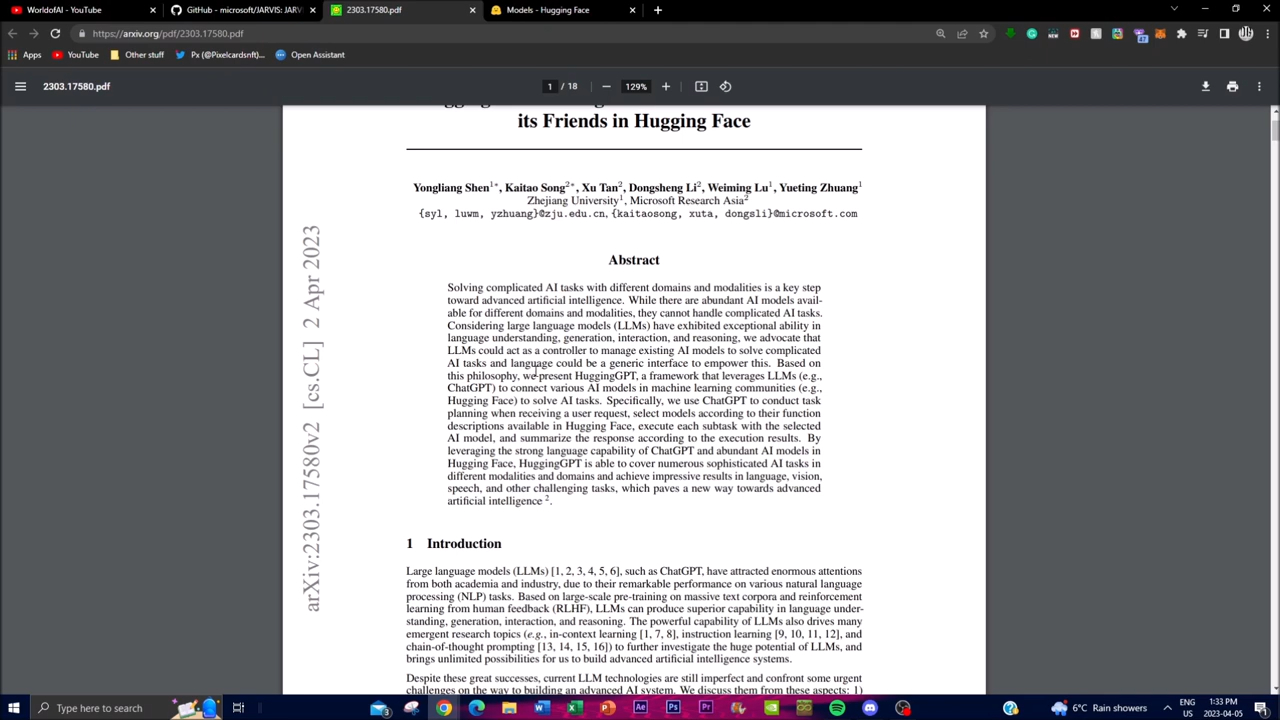 WorldofAI - YouTube
GitHub - microsoft/JARVIS: JAR
2303.17580.pdf
Models - Hugging Face
https://arxiv.org/pdf/2303.17580.pdf
Apps
YouTube
Other stuff
Px (@Pixelcardsnft)...
Open Assistant
2303.17580.pdf
1 / 18
129%
its Friends in Hugging Face
Yongliang Shen1*, Kaitao Song2*, Xu Tan2, Dongsheng Li2, Weiming Lu1, Yueting Zhuang1
Zhejiang University1, Microsoft Research Asia2
{syl, luwm, yzhuang}@zju.edu.cn, {kaitaosong, xuta, dongsli}@microsoft.com
arXiv:2303.17580v2 [cs.CL] 2 Apr 2023
Abstract
Solving complicated AI tasks with different domains and modalities is a key step
toward advanced artificial intelligence. While there are abundant AI models avail-
able for different domains and modalities, they cannot handle complicated AI tasks.
Considering large language models (LLMs) have exhibited exceptional ability in
language understanding, generation, interaction, and reasoning, we advocate that
LLMs could act as a controller to manage existing AI models to solve complicated
AI tasks and language could be a generic interface to empower this. Based on
this philosophy, we present HuggingGPT, a framework that leverages LLMs (e.g.,
ChatGPT) to connect various AI models in machine learning communities (e.g.,
Hugging Face) to solve AI tasks. Specifically, we use ChatGPT to conduct task
planning when receiving a user request, select models according to their function
descriptions available in Hugging Face, execute each subtask with the selected
AI model, and summarize the response according to the execution results. By
leveraging the strong language capability of ChatGPT and abundant AI models in
Hugging Face, HuggingGPT is able to cover numerous sophisticated AI tasks in
different modalities and domains and achieve impressive results in language, vision,
speech, and other challenging tasks, which paves a new way towards advanced
artificial intelligence 2.
1 Introduction
Large language models (LLMs) [1, 2, 3, 4, 5, 6], such as ChatGPT, have attracted enormous attentions
from both academia and industry, due to their remarkable performance on various natural language
processing (NLP) tasks. Based on large-scale pre-training on massive text corpora and reinforcement
learning from human feedback (RLHF), LLMs can produce superior capability in language under-
standing, generation, interaction, and reasoning. The powerful capability of LLMs also drives many
emergent research topics (e.g., in-context learning [1, 7, 8], instruction learning [9, 10, 11, 12], and
chain-of-thought prompting [13, 14, 15, 16]) to further investigate the huge potential of LLMs, and
brings unlimited possibilities for us to build advanced artificial intelligence systems.
Despite these great successes, current LLM technologies are still imperfect and confront some urgent
challenges on the way to building an advanced AI system. We discuss them from these aspects: 1)
Type here to search
6°C Rain showers
ENG
US
1:33 PM
2023-04-05